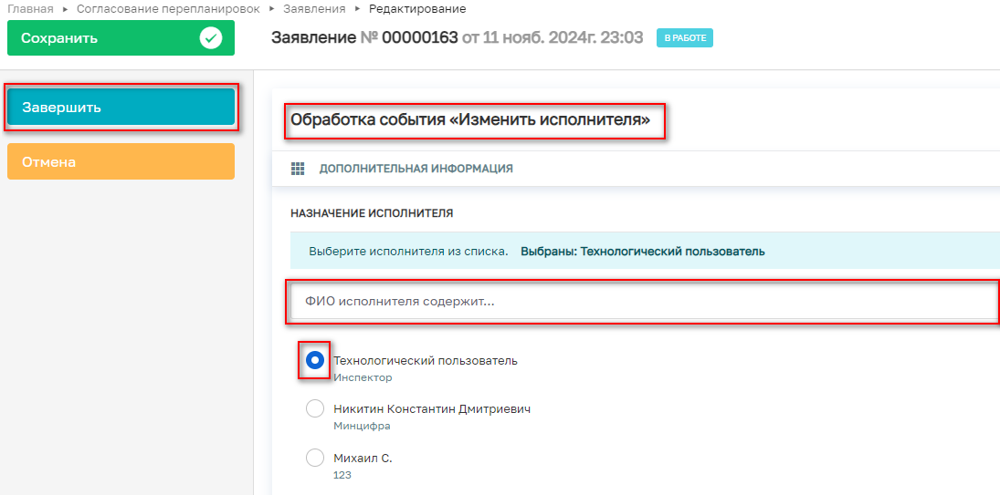 Главная ▸ Согласование перепланировок ▸ Заявления ▸ Редактирование
Сохранить
Заявление № 00000163 от 11 нояб. 2024г. 23:03 В РАБОТЕ
Завершить
Отмена
Обработка события «Изменить исполнителя»
ДОПОЛНИТЕЛЬНАЯ ИНФОРМАЦИЯ
НАЗНАЧЕНИЕ ИСПОЛНИТЕЛЯ
Выберите исполнителя из списка. Выбраны: Технологический пользователь
ФИО исполнителя содержит...
Технологический пользователь
Инспектор
Никитин Константин Дмитриевич
Минцифра
Михаил С.
123